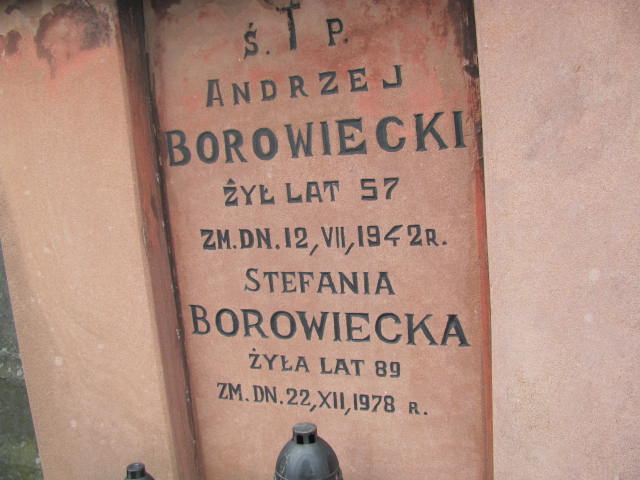 Ś. P.
ANDRZEJ
BOROWIECKI
ŻYŁ LAT 57
ZM. DN. 12, VII, 1942 R.
STEFANIA
BOROWIECKA
ŻYŁA LAT 89
ZM. DN. 22, XII, 1978 R.